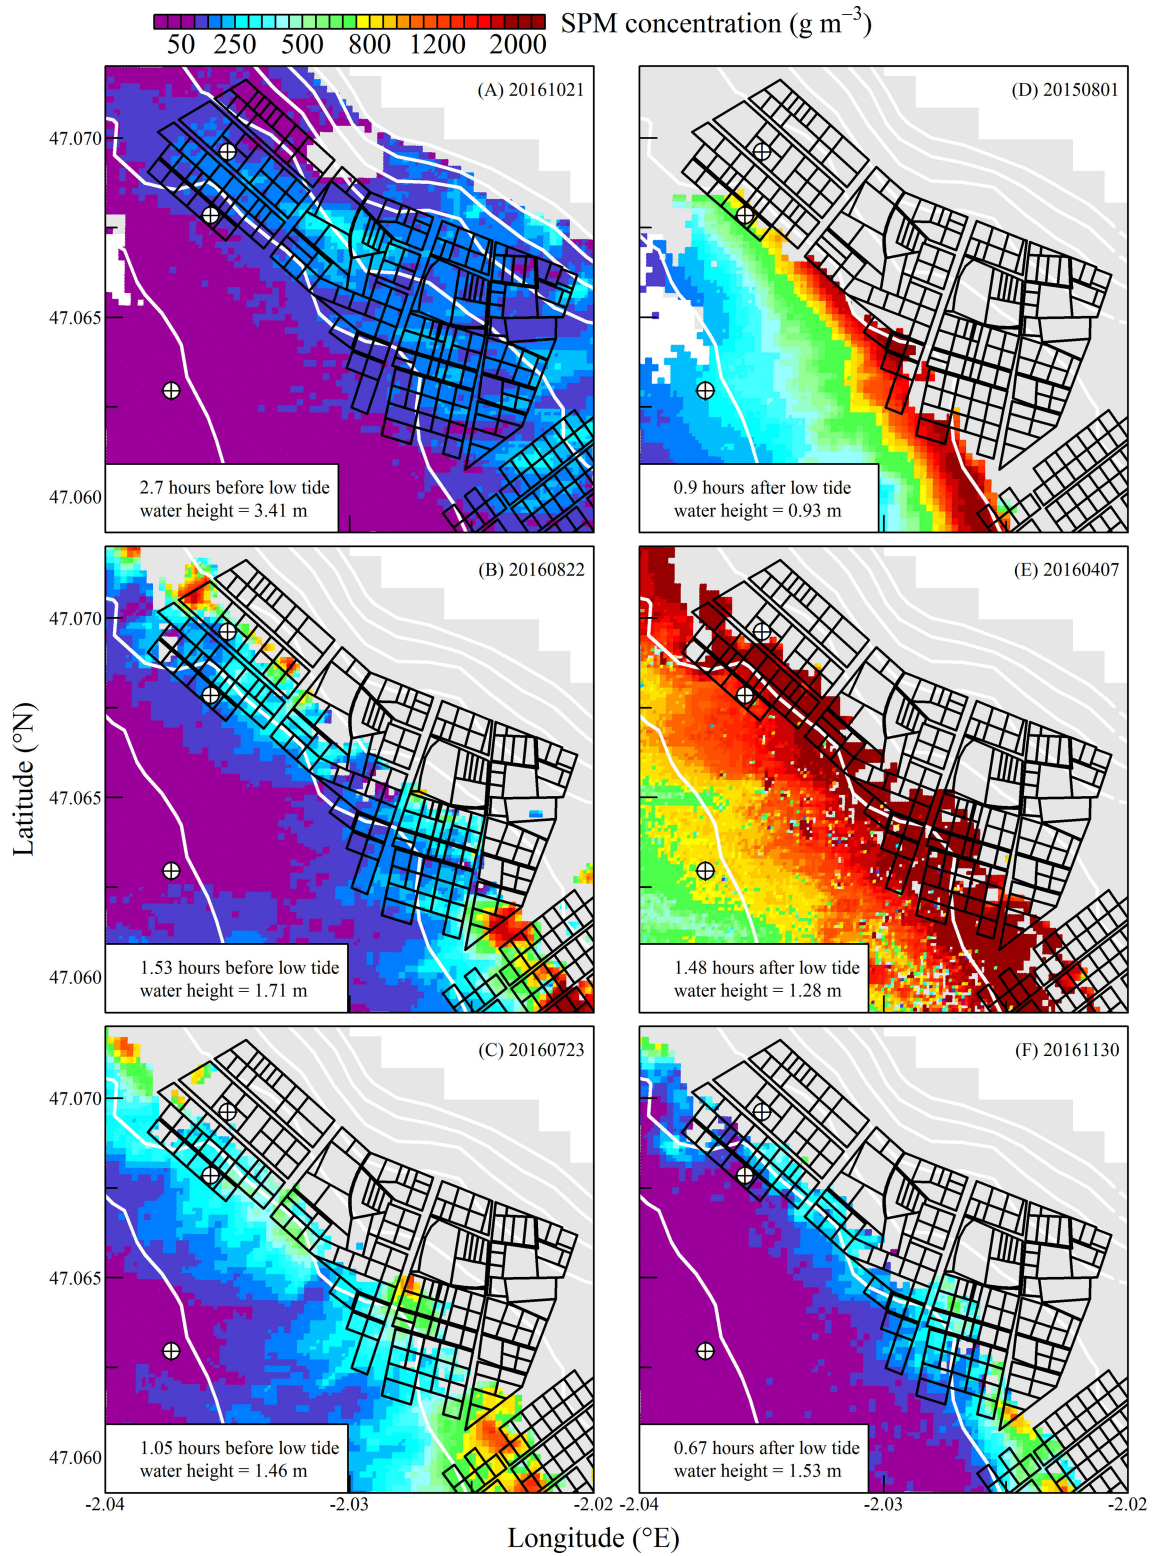 SPM concentration (g m⁻³)
50 250 500 800 1200 2000
(A) 20161021
47.070
47.065
47.060
2.7 hours before low tide
water height = 3.41 m
(D) 20150801
0.9 hours after low tide
water height = 0.93 m
(B) 20160822
47.070
47.065
47.060
1.53 hours before low tide
water height = 1.71 m
(E) 20160407
1.48 hours after low tide
water height = 1.28 m
(C) 20160723
47.070
47.065
47.060
1.05 hours before low tide
water height = 1.46 m
(F) 20161130
0.67 hours after low tide
water height = 1.53 m
-2.04 -2.03 -2.02 -2.04 -2.03 -2.02
Latitude (°N)
Longitude (°E)